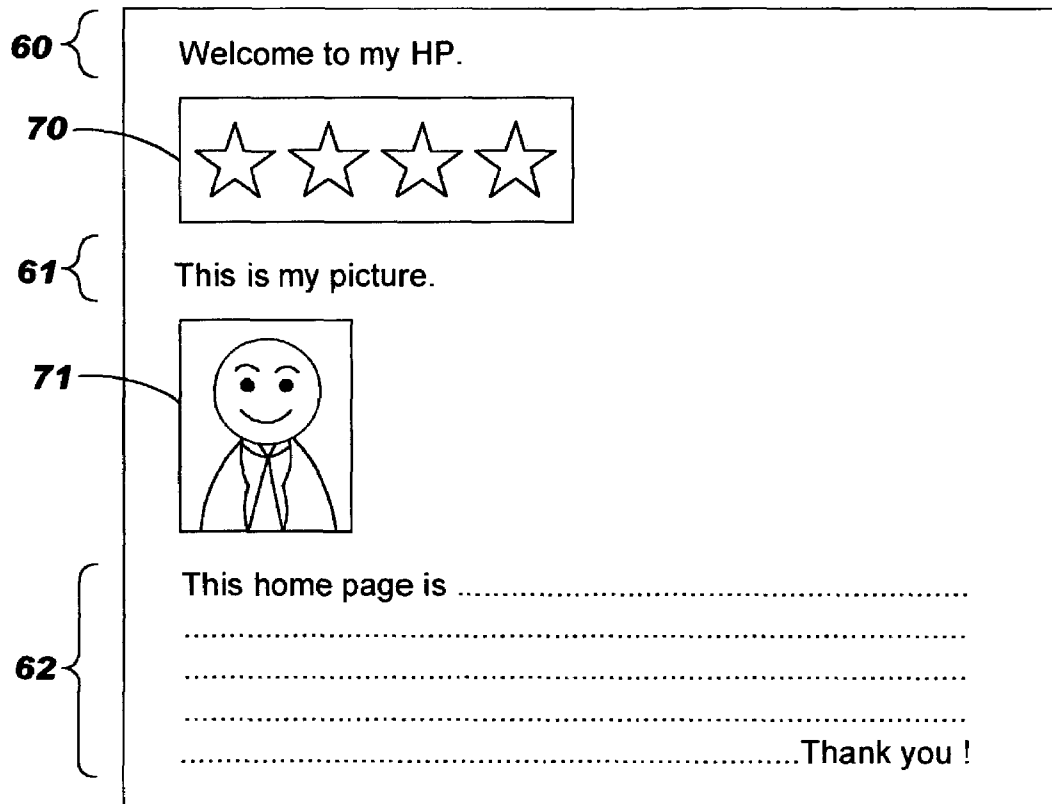 60
Welcome to my HP.
70
61
This is my picture.
71
This home page is ................................................
................................................................................
62
................................................................................
................................................................................
................................................................Thank you !